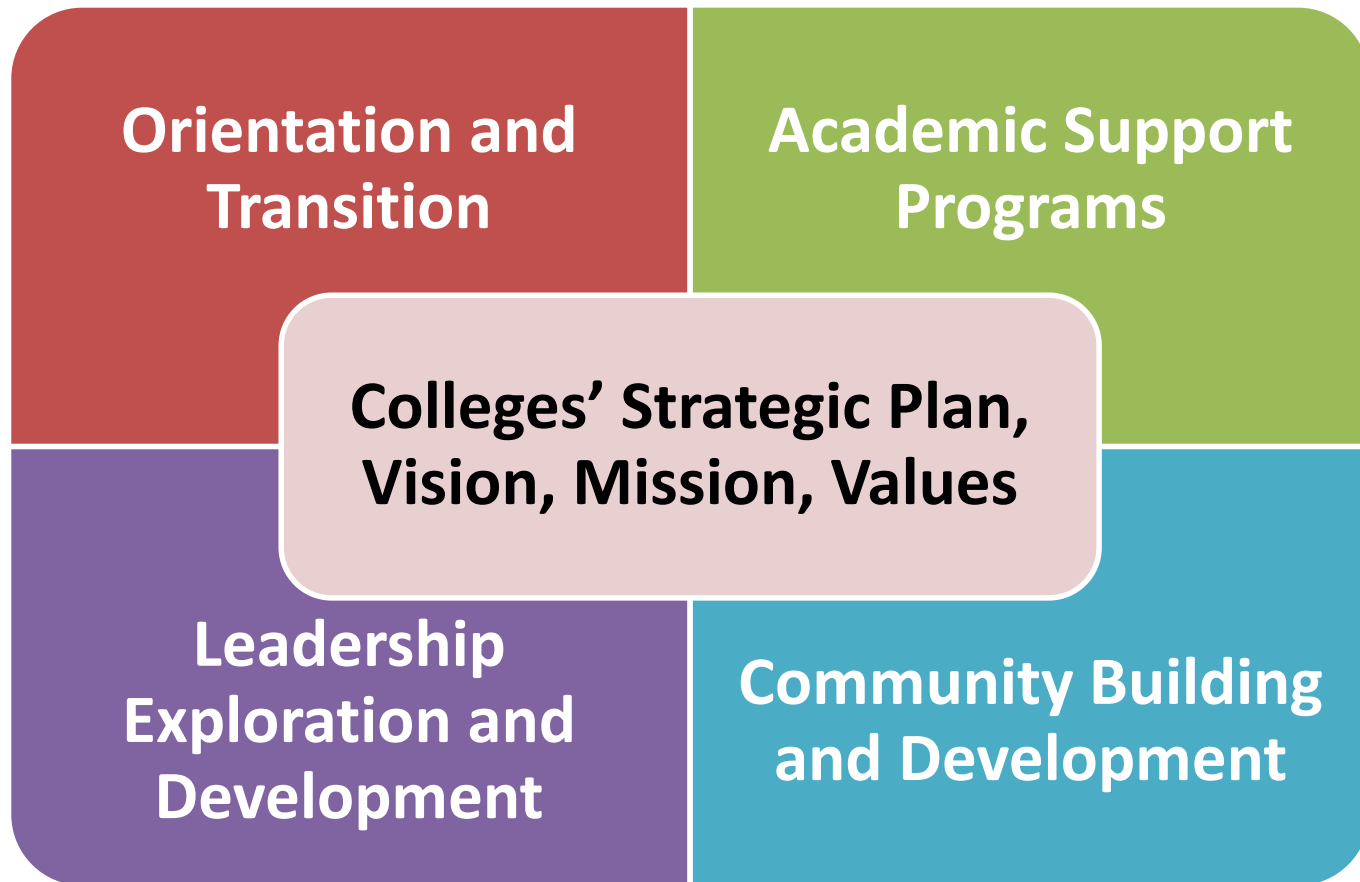 Orientation and
Transition
Academic Support
Programs
Colleges’ Strategic Plan,
Vision, Mission, Values
Leadership
Exploration and
Development
Community Building
and Development